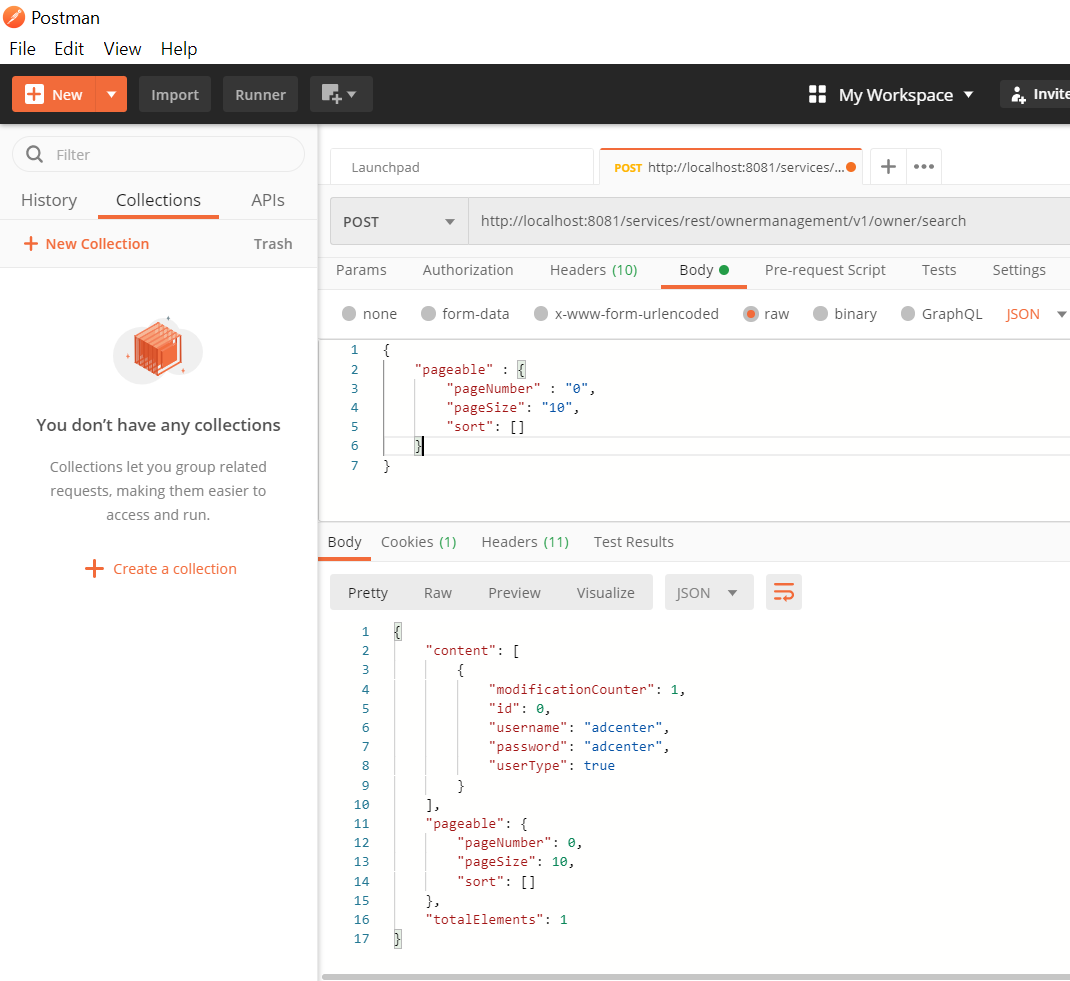 Postman
File Edit View Help
New Import Runner My Workspace Invite
Filter
History Collections APIs
New Collection Trash
You don’t have any collections
Collections let you group related
requests, making them easier to
access and run.
Create a collection
Launchpad POST http://localhost:8081/services/... + •••
POST http://localhost:8081/services/rest/ownermanagement/v1/owner/search
Params Authorization Headers (10) Body Pre-request Script Tests Settings
none form-data x-www-form-urlencoded raw binary GraphQL JSON
1 {
2 "pageable" : {
3 "pageNumber" : "0",
4 "pageSize": "10",
5 "sort": []
6 }
7 }
Body Cookies (1) Headers (11) Test Results
Pretty Raw Preview Visualize JSON
1 {
2 "content": [
3 {
4 "modificationCounter": 1,
5 "id": 0,
6 "username": "adcenter",
7 "password": "adcenter",
8 "userType": true
9 }
10 ],
11 "pageable": {
12 "pageNumber": 0,
13 "pageSize": 10,
14 "sort": []
15 },
16 "totalElements": 1
17 }